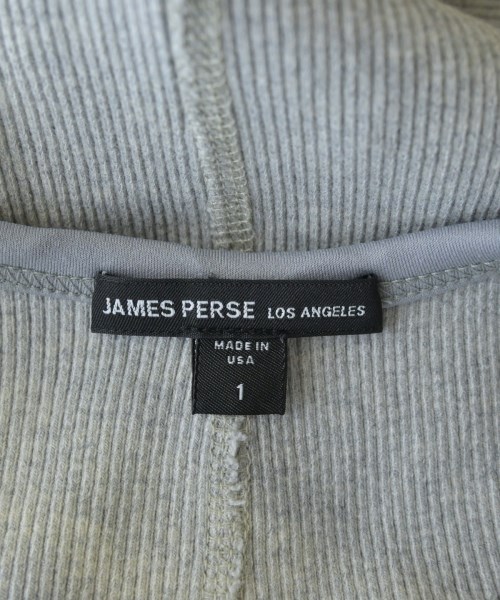 JAMES PERSE LOS ANGELES
MADE IN
USA
1